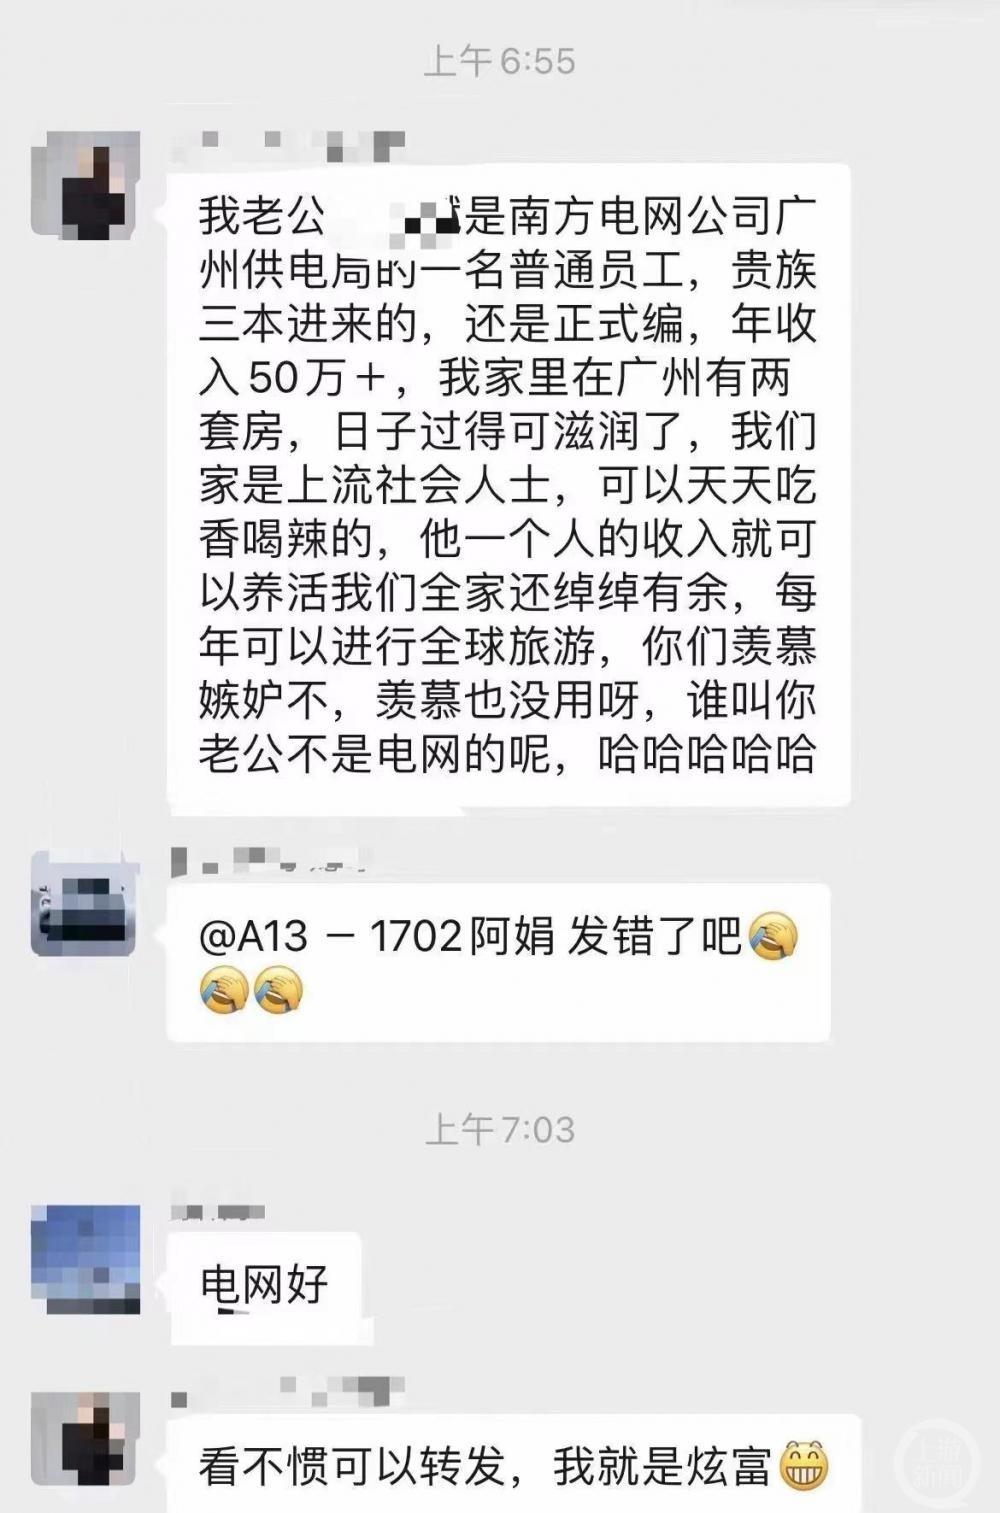 上午6:55
我老公 是南方电网公司广
州供电局的一名普通员工，贵族
三本进来的，还是正式编，年收
入50万＋，我家里在广州有两
套房，日子过得可滋润了，我们
家是上流社会人士，可以天天吃
香喝辣的，他一个人的收入就可
以养活我们全家还绰绰有余，每
年可以进行全球旅游，你们羡慕
嫉妒不，羡慕也没用呀，谁叫你
老公不是电网的呢，哈哈哈哈哈
@A13 － 1702阿娟 发错了吧🤦
🤦🤦
上午7:03
电网好
看不惯可以转发，我就是炫富😁
上游新闻